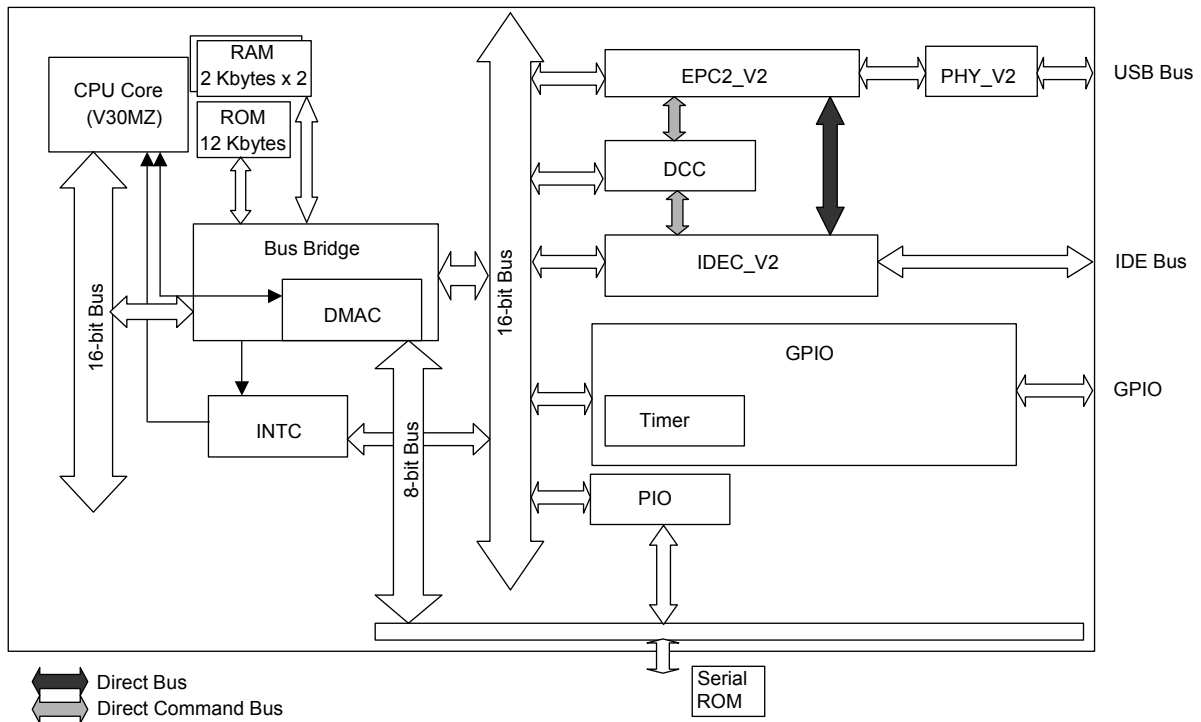 CPU Core
(V30MZ)
RAM
2 Kbytes x 2
ROM
12 Kbytes
EPC2_V2
PHY_V2
USB Bus
DCC
Bus Bridge
DMAC
16-bit Bus
16-bit Bus
IDEC_V2
IDE Bus
GPIO
Timer
GPIO
INTC
8-bit Bus
PIO
Serial
ROM
Direct Bus
Direct Command Bus